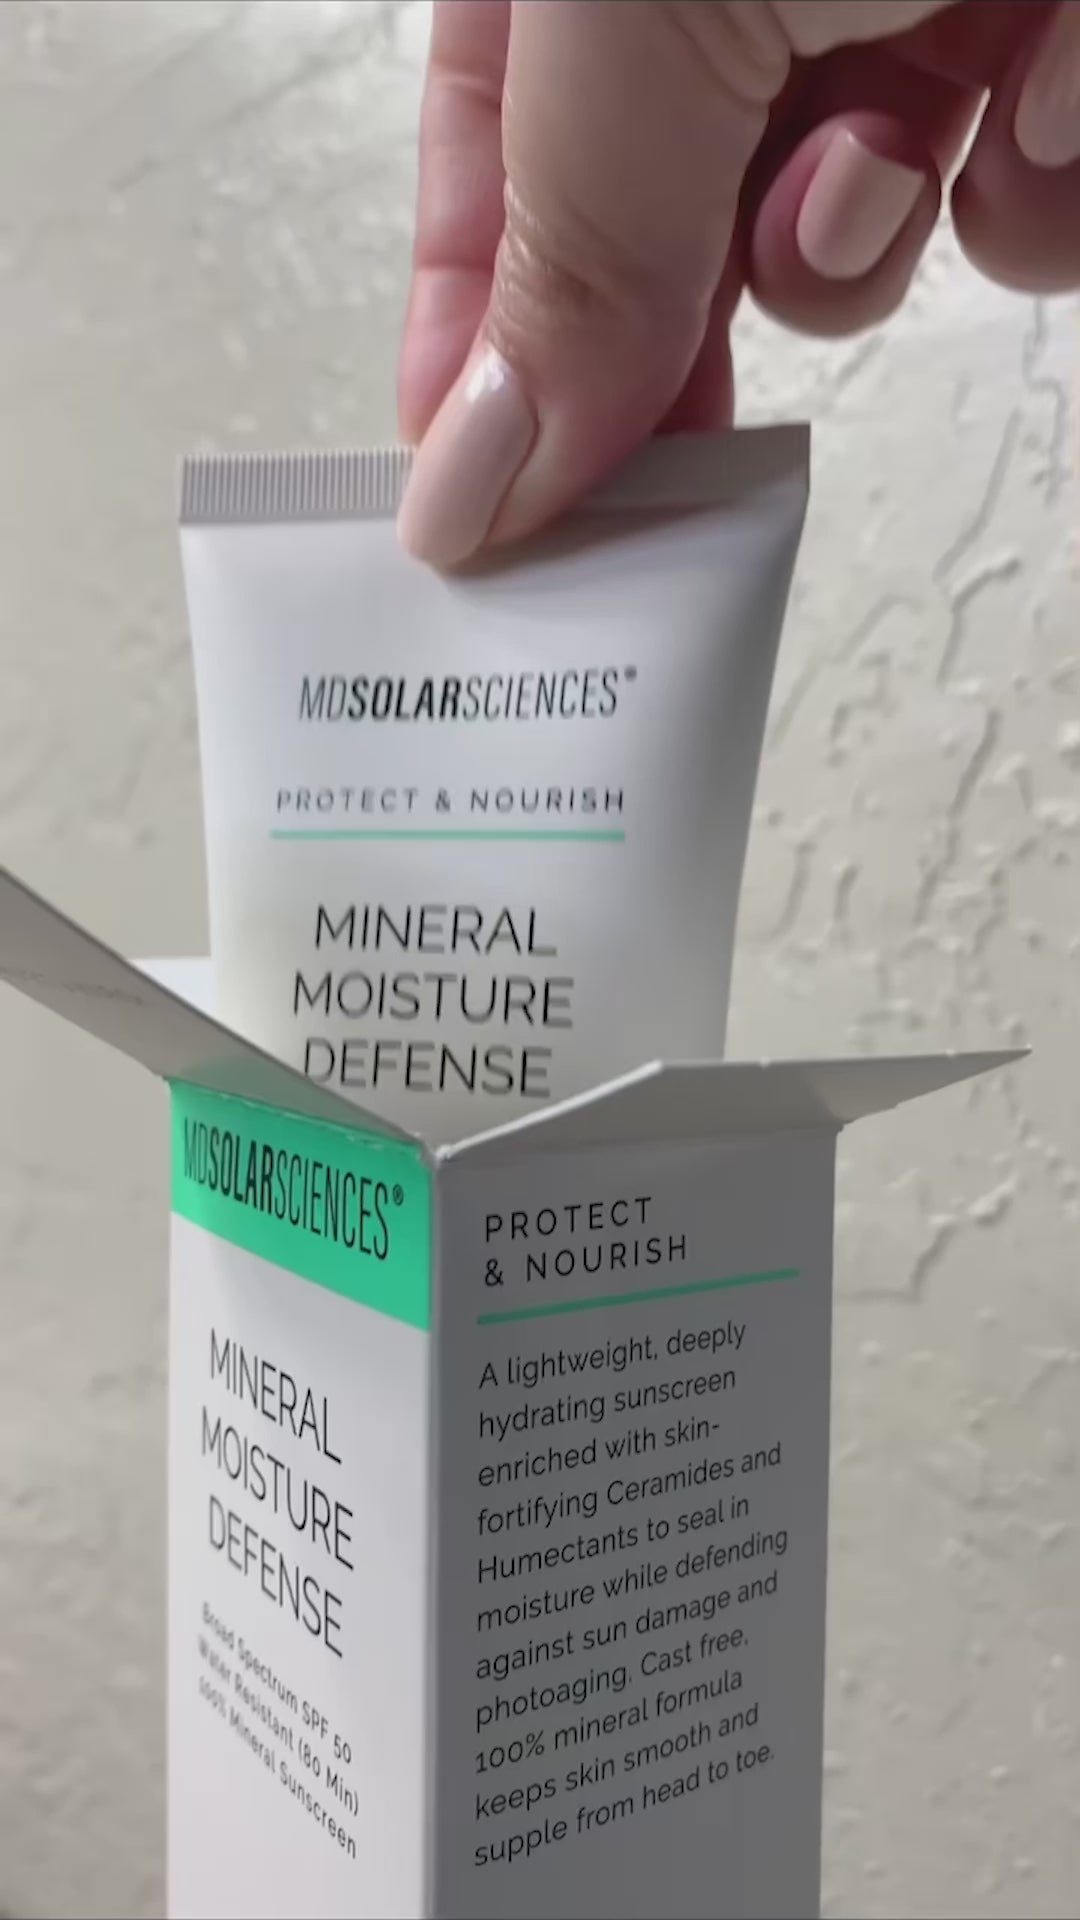 MDSOLARSCIENCES®
PROTECT & NOURISH
MINERAL
MOISTURE
DEFENSE
MDSOLARSCIENCES®
MINERAL
MOISTURE
DEFENSE
Broad Spectrum SPF 50
Water Resistant (80 Min)
100% Mineral Sunscreen
PROTECT
& NOURISH
A lightweight, deeply
hydrating sunscreen
enriched with skin-
fortifying Ceramides and
Humectants to seal in
moisture while defending
against sun damage and
photoaging. Cast free,
100% mineral formula
keeps skin smooth and
supple from head to toe.